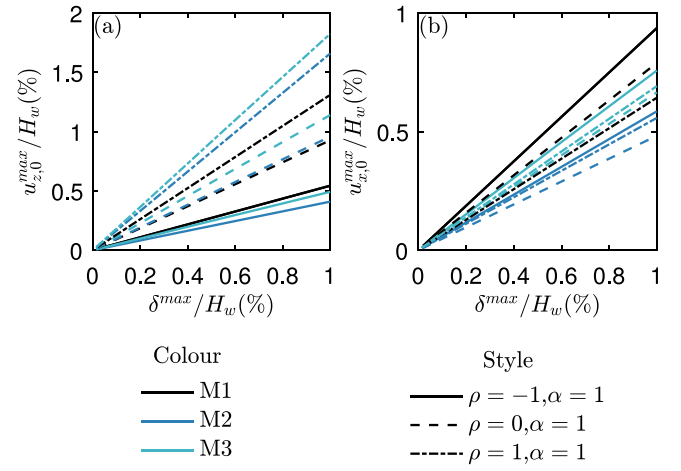 (a)
(b)
2
1.5
1
0.5
0
u_{z,0}^{max}/H_w(%)
0 0.2 0.4 0.6 0.8 1
δ^{max}/H_w(%)
1
0.5
0
u_{x,0}^{max}/H_w(%)
0 0.2 0.4 0.6 0.8 1
δ^{max}/H_w(%)
Colour
M1
M2
M3
Style
ρ = −1,α = 1
ρ = 0,α = 1
ρ = 1,α = 1